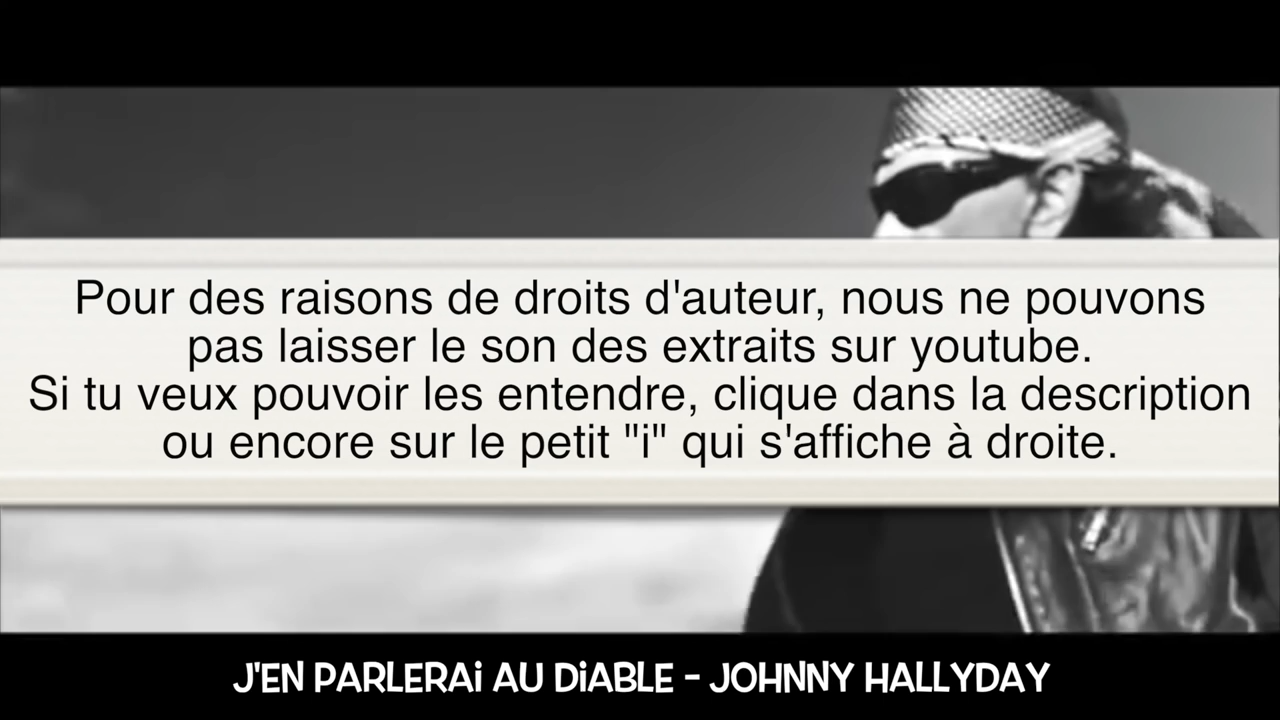 Pour des raisons de droits d'auteur, nous ne pouvons
pas laisser le son des extraits sur youtube.
Si tu veux pouvoir les entendre, clique dans la description
ou encore sur le petit "i" qui s'affiche à droite.
J'EN PARLERAi AU DiABLE - JOHNNY HALLYDAY